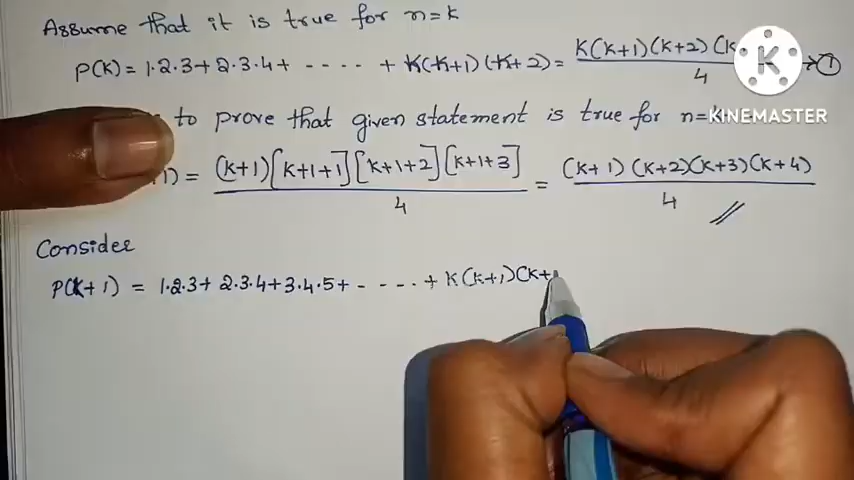 Assume that it is true for n=k
P(k) = 1.2.3+2.3.4+ - - - - + k(k+1)(k+2) = K(k+1)(k+2)(k / 4 → ①
to prove that given statement is true for n=k
1) = (k+1)[k+1+1][k+1+2][k+1+3] / 4 = (k+1)(k+2)(k+3)(k+4) / 4
Consider
P(k+1) = 1.2.3+ 2.3.4+3.4.5+ - - - - + k(k+1)(k+
K
KINEMASTER